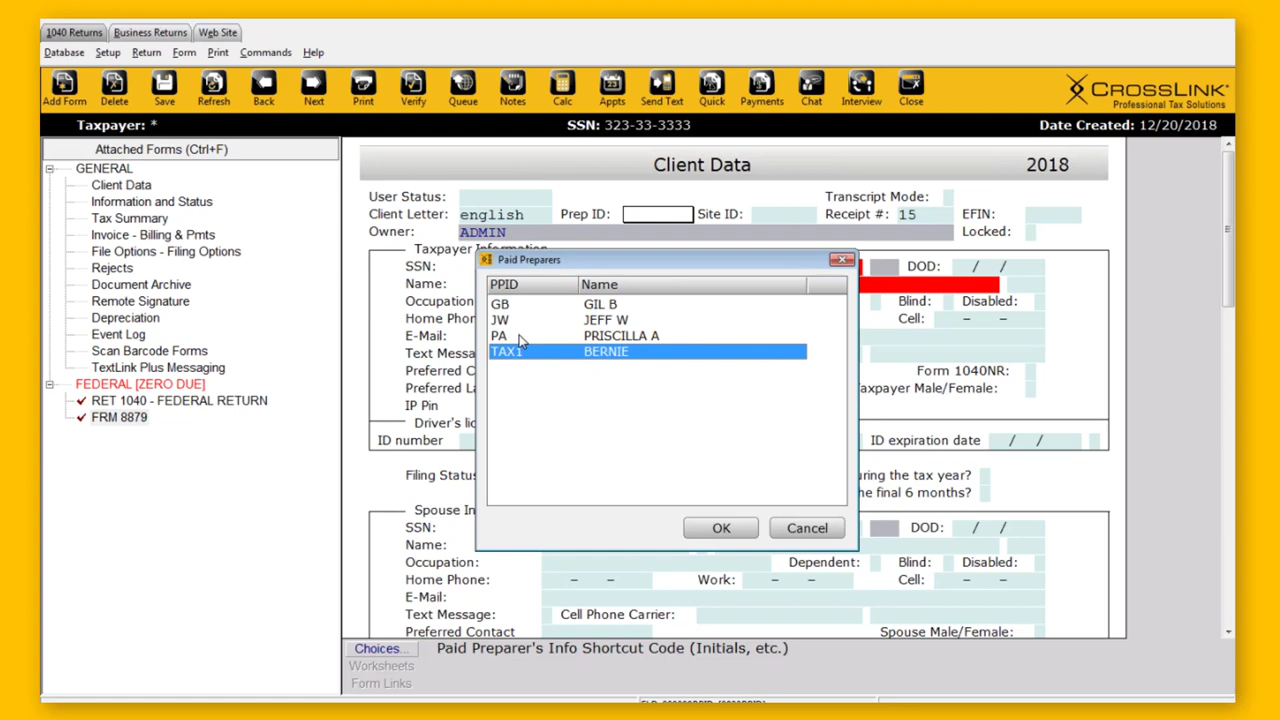 1040 Returns Business Returns Web Site
Database Setup Return Form Print Commands Help
Add Form Delete Save Refresh Back Next Print Verify Queue Notes Calc Appts Send Text Quick Payments Chat Interview Close
CROSSLINK
Professional Tax Solutions
Taxpayer: * SSN: 323-33-3333 Date Created: 12/20/2018
Attached Forms (Ctrl+F)
GENERAL
Client Data
Information and Status
Tax Summary
Invoice - Billing & Pmts
File Options - Filing Options
Rejects
Document Archive
Remote Signature
Depreciation
Event Log
Scan Barcode Forms
TextLink Plus Messaging
FEDERAL [ZERO DUE]
RET 1040 - FEDERAL RETURN
FRM 8879
Client Data 2018
User Status: Transcript Mode:
Client Letter: english Prep ID: Site ID: Receipt #: 15 EFIN:
Owner: ADMIN Locked:
Taxpayer Information
SSN: DOD: / /
Name:
Occupation Blind: Disabled:
Home Phon Cell: – –
E-Mail:
Text Messa
Preferred C Form 1040NR:
Preferred La axpayer Male/Female:
IP Pin
Driver's lic
ID number ID expiration date / /
Filing Statu uring the tax year?
he final 6 months?
Paid Preparers
PPID Name
GB GIL B
JW JEFF W
PA PRISCILLA A
TAX1 BERNIE
OK Cancel
Spouse In
SSN: DOD: / /
Name:
Occupation: Dependent: Blind: Disabled:
Home Phone: – – Work: – – Cell: – –
E-Mail:
Text Message: Cell Phone Carrier:
Preferred Contact Spouse Male/Female:
Choices... Paid Preparer's Info Shortcut Code (Initials, etc.)
Worksheets
Form Links